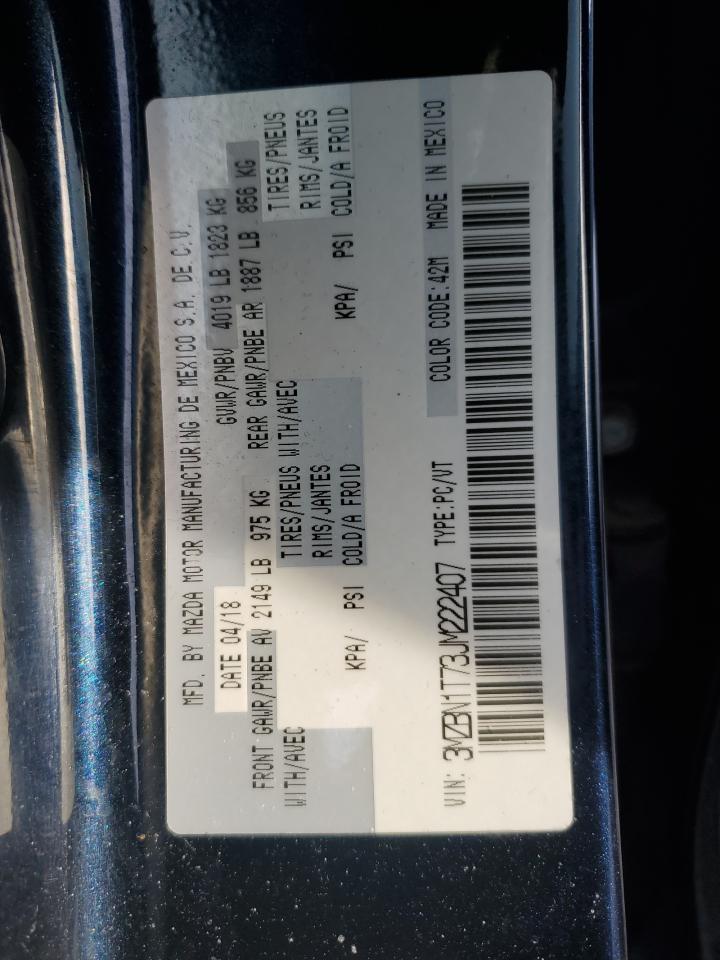 MFD. BY MAZDA MOTOR MANUFACTURING DE MEXICO S.A. DE C.V.
DATE 04/18 GVWR/PNBV 4019 LB 1823 KG
FRONT GAWR/PNBE AV 2149 LB 975 KG REAR GAWR/PNBE AR 1887 LB 856 KG
WITH/AVEC TIRES/PNEUS WITH/AVEC TIRES/PNEUS
RIMS/JANTES RIMS/JANTES
KPA/ PSI COLD/A FROID KPA/ PSI COLD/A FROID
COLOR CODE:42M MADE IN MEXICO
VIN: 3MZBN1T73JM222407 TYPE:PC/VT